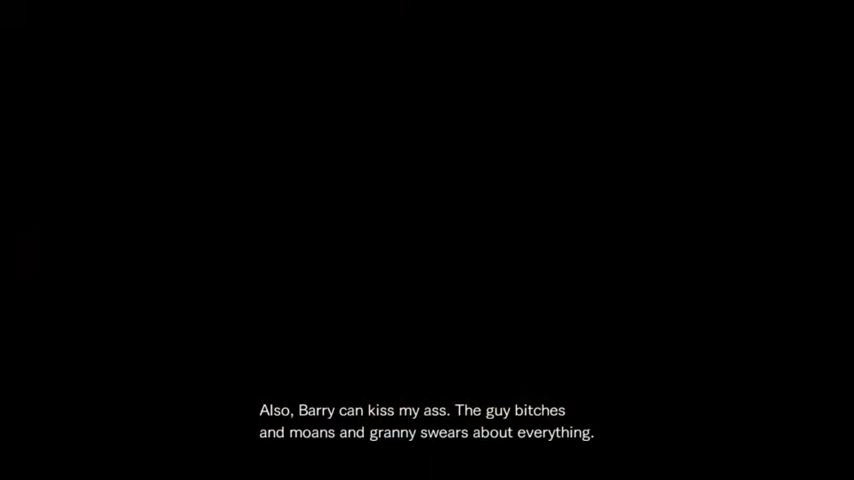 Also, Barry can kiss my ass. The guy bitches
and moans and granny swears about everything.